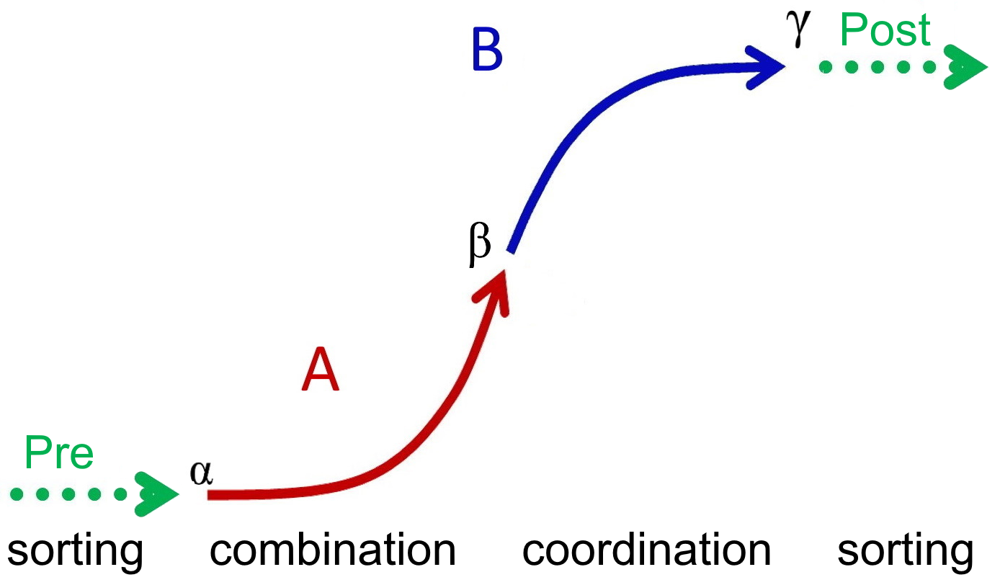 B
γ
Post
β
A
Pre
α
sorting
combination
coordination
sorting